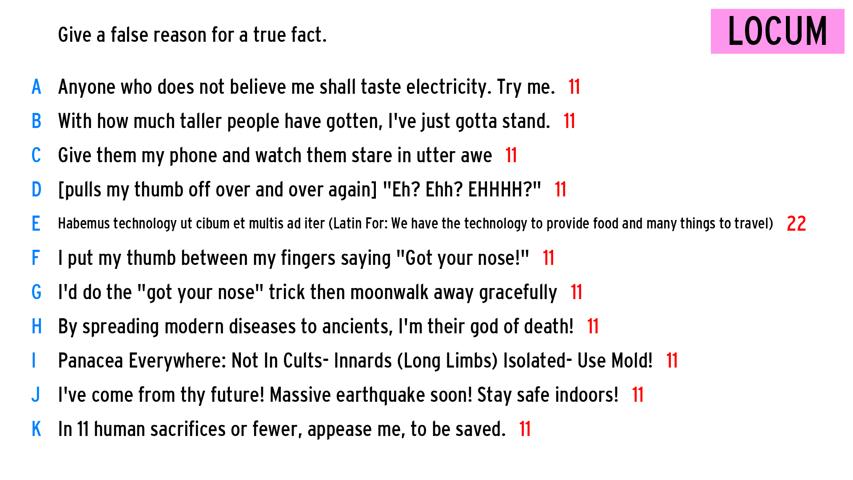 Give a false reason for a true fact.
LOCUM
A Anyone who does not believe me shall taste electricity. Try me. 11
B With how much taller people have gotten, I've just gotta stand. 11
C Give them my phone and watch them stare in utter awe 11
D [pulls my thumb off over and over again] "Eh? Ehh? EHHHH?" 11
E Habemus technology ut cibum et multis ad iter (Latin For: We have the technology to provide food and many things to travel) 22
F I put my thumb between my fingers saying "Got your nose!" 11
G I'd do the "got your nose" trick then moonwalk away gracefully 11
H By spreading modern diseases to ancients, I'm their god of death! 11
I Panacea Everywhere: Not In Cults- Innards (Long Limbs) Isolated- Use Mold! 11
J I've come from thy future! Massive earthquake soon! Stay safe indoors! 11
K In 11 human sacrifices or fewer, appease me, to be saved. 11